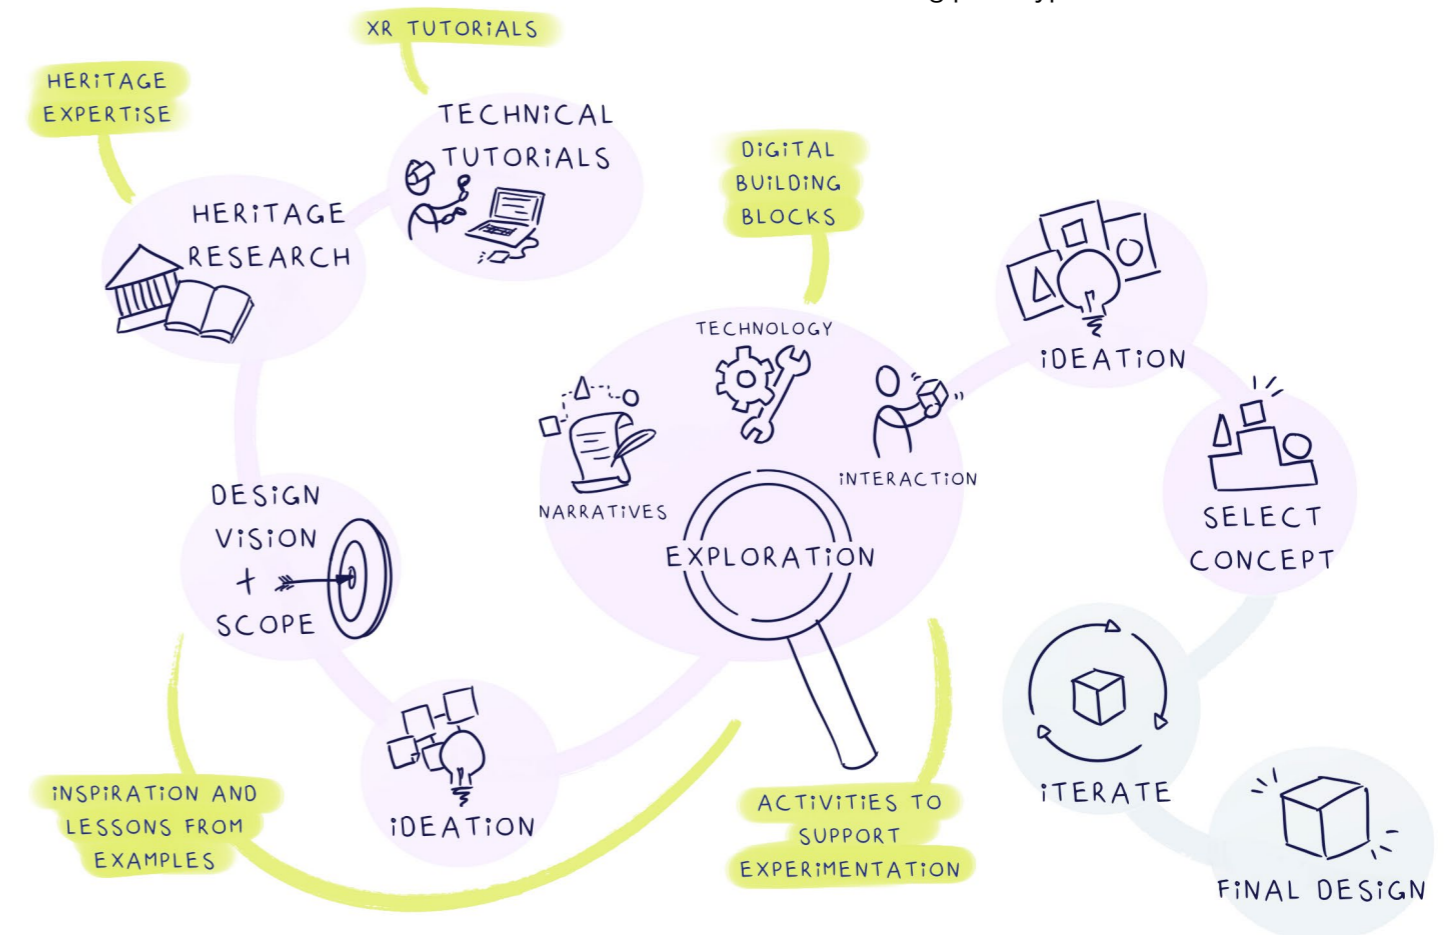 XR TUTORIALS
HERITAGE
EXPERTISE
TECHNICAL
TUTORIALS
HERITAGE
RESEARCH
DIGITAL
BUILDING
BLOCKS
TECHNOLOGY
NARRATIVES
INTERACTION
EXPLORATION
IDEATION
SELECT
CONCEPT
DESIGN
VISION
+
SCOPE
IDEATION
INSPIRATION AND
LESSONS FROM
EXAMPLES
ACTIVITIES TO
SUPPORT
EXPERIMENTATION
ITERATE
FINAL DESIGN